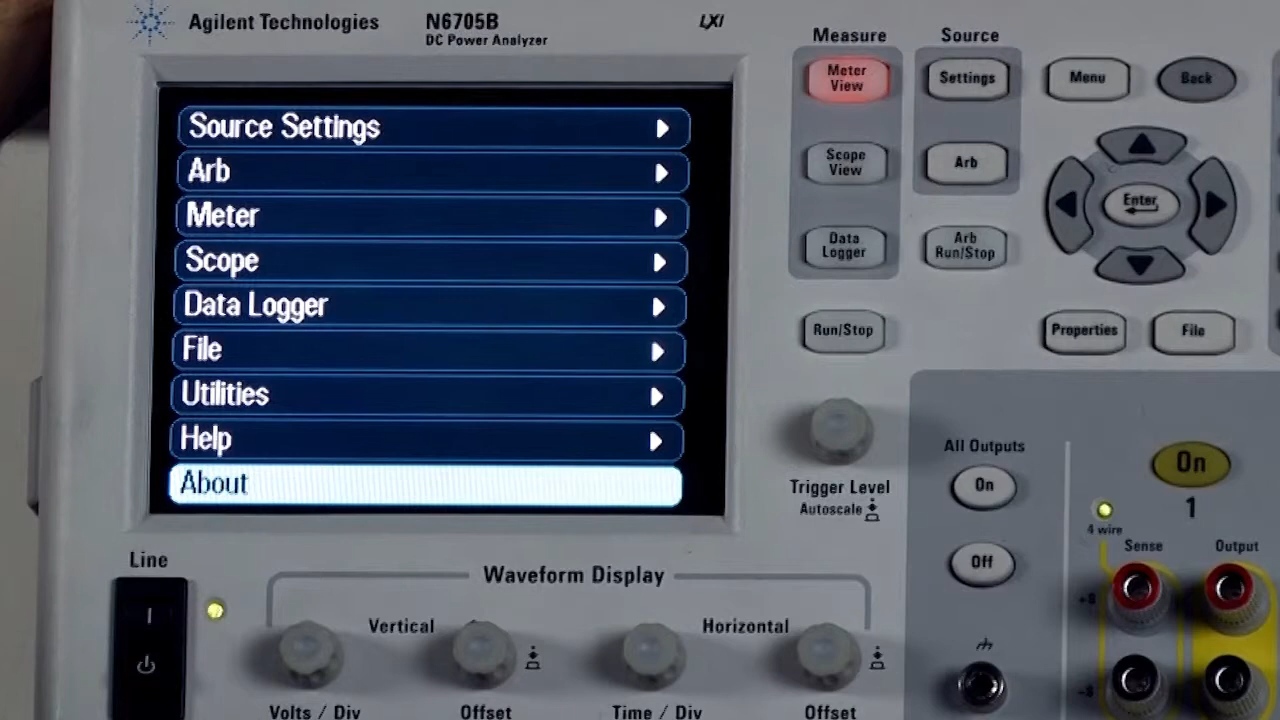 Agilent Technologies
N6705B
DC Power Analyzer
LXI
Source Settings
Arb
Meter
Scope
Data Logger
File
Utilities
Help
About
Measure
Source
Meter
View
Settings
Menu
Back
Scope
View
Arb
Enter
Data
Logger
Arb
Run/Stop
Run/Stop
Properties
File
Trigger Level
Autoscale
All Outputs
On
Off
On
1
4 wire
Sense
Output
+S
-S
Line
Waveform Display
Vertical
Horizontal
Volts / Div
Offset
Time / Div
Offset